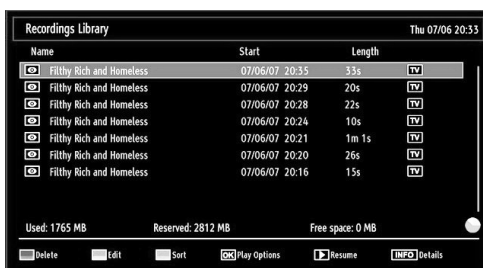 Recordings Library Thu 07/06 20:33
Name Start Length
Filthy Rich and Homeless 07/06/07 20:35 33s TV
Filthy Rich and Homeless 07/06/07 20:29 20s TV
Filthy Rich and Homeless 07/06/07 20:28 22s TV
Filthy Rich and Homeless 07/06/07 20:24 10s TV
Filthy Rich and Homeless 07/06/07 20:21 1m 1s TV
Filthy Rich and Homeless 07/06/07 20:20 26s TV
Filthy Rich and Homeless 07/06/07 20:16 15s TV
Used: 1765 MB Reserved: 2812 MB Free space: 0 MB
Delete Edit Sort OK Play Options Resume INFO Details